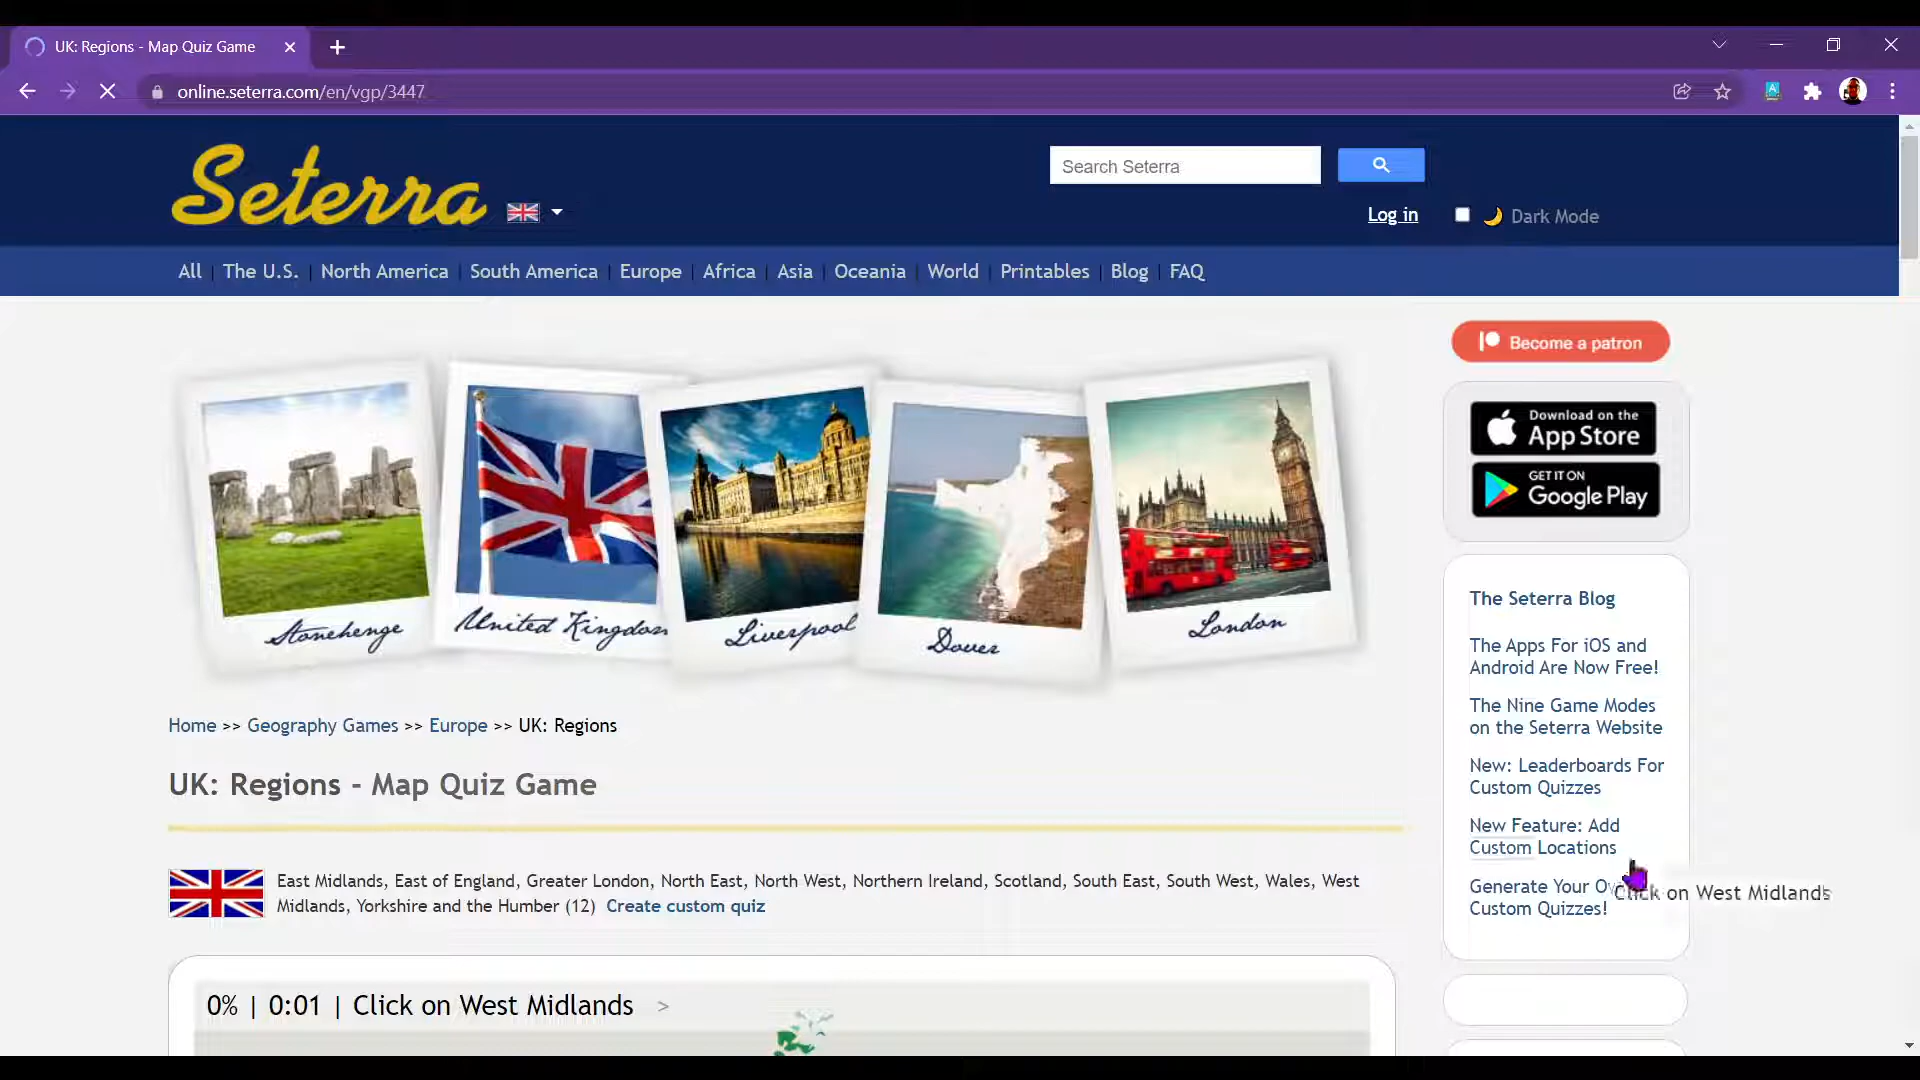 UK: Regions - Map Quiz Game
online.seterra.com/en/vgp/3447
Seterra
Search Seterra
Log in
Dark Mode
All | The U.S. | North America | South America | Europe | Africa | Asia | Oceania | World | Printables | Blog | FAQ
Become a patron
Download on the
App Store
GET IT ON
Google Play
Stonehenge
United Kingdom
Liverpool
Dover
London
The Seterra Blog
The Apps For iOS and
Android Are Now Free!
The Nine Game Modes
on the Seterra Website
New: Leaderboards For
Custom Quizzes
New Feature: Add
Custom Locations
Generate Your
Custom Quizzes!
Click on West Midlands
Home >> Geography Games >> Europe >> UK: Regions
UK: Regions - Map Quiz Game
East Midlands, East of England, Greater London, North East, North West, Northern Ireland, Scotland, South East, South West, Wales, West
Midlands, Yorkshire and the Humber (12) Create custom quiz
0% | 0:01 | Click on West Midlands >